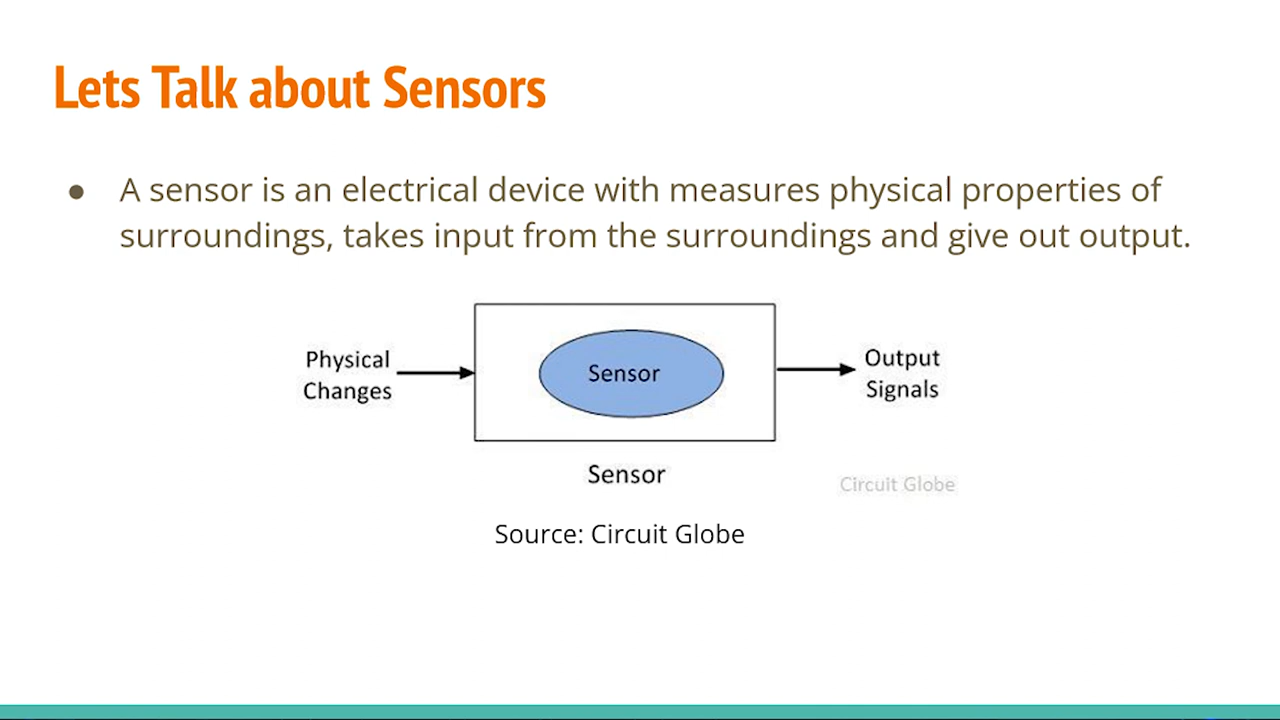 Lets Talk about Sensors
● A sensor is an electrical device with measures physical properties of
surroundings, takes input from the surroundings and give out output.
Physical
Changes
Sensor
Output
Signals
Sensor
Circuit Globe
Source: Circuit Globe